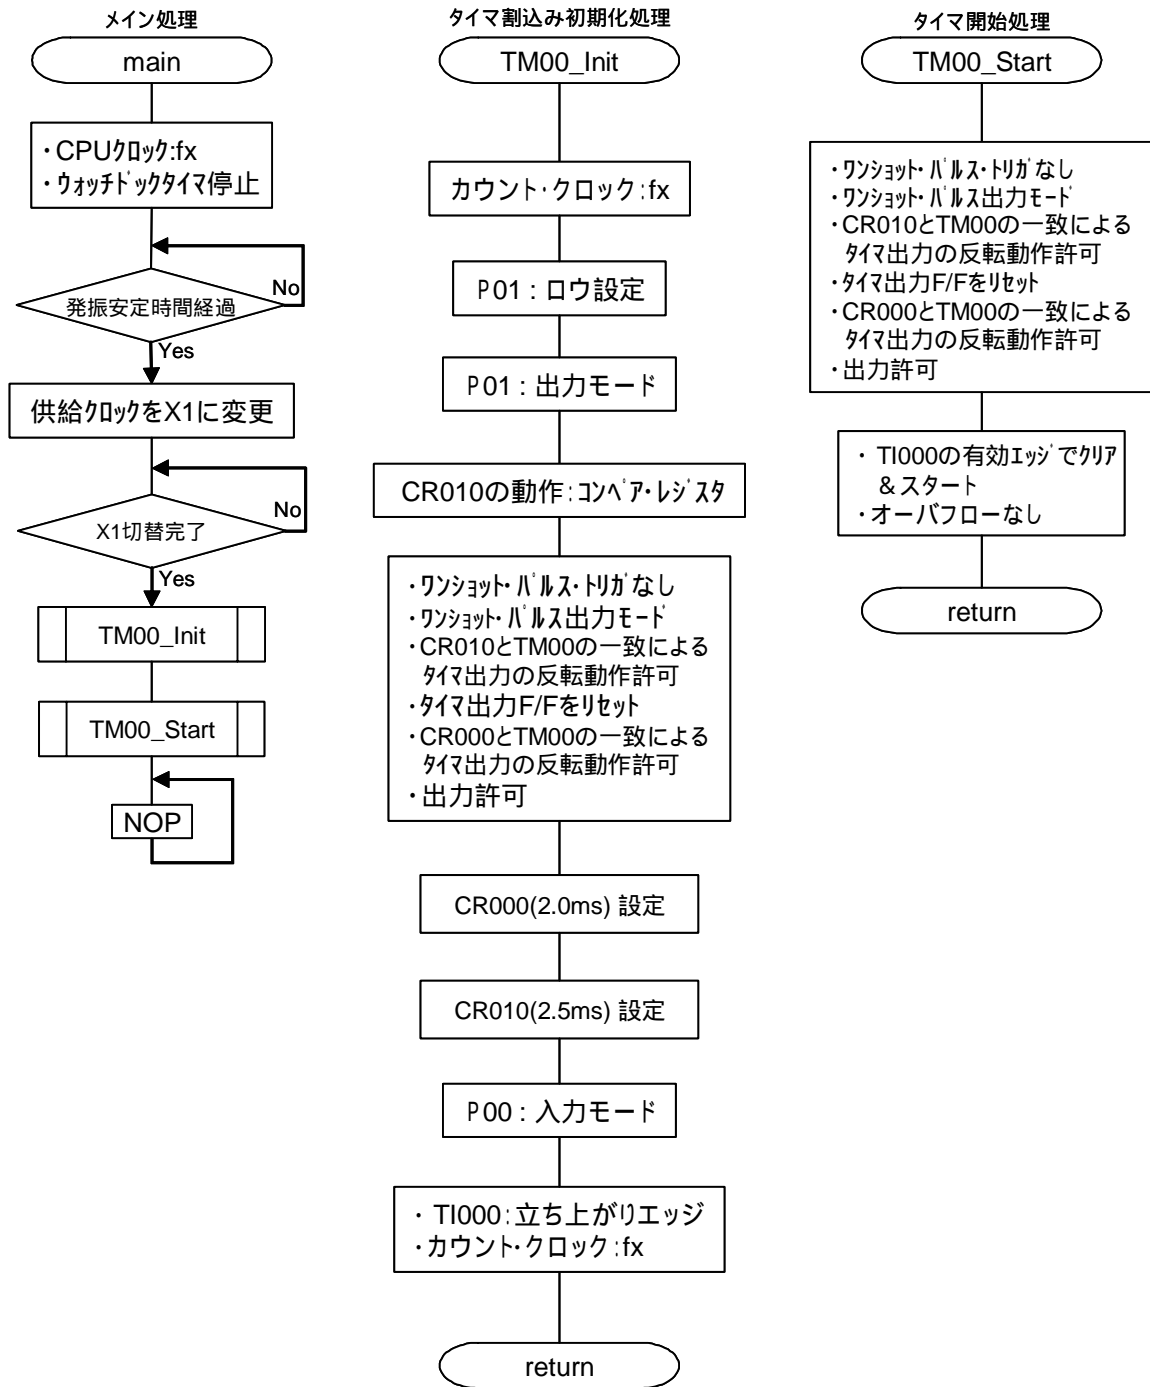 メイン処理
main
・CPUｸﾛｯｸ:fx
・ｳｫｯﾁﾄﾞｯｸﾀｲﾏ停止
発振安定時間経過
No
Yes
供給ｸﾛｯｸをX1に変更
X1切替完了
No
Yes
TM00_Init
TM00_Start
NOP
タイマ割込み初期化処理
TM00_Init
カウント・クロック:fx
P01:ロウ設定
P01:出力モード
CR010の動作:ｺﾝﾍﾟｱ・ﾚｼﾞｽﾀ
・ﾜﾝｼｮｯﾄ・ﾊﾟﾙｽ・ﾄﾘｶﾞなし
・ﾜﾝｼｮｯﾄ・ﾊﾟﾙｽ出力ﾓｰﾄﾞ
・CR010とTM00の一致による
ﾀｲﾏ出力の反転動作許可
・ﾀｲﾏ出力F/Fをﾘｾｯﾄ
・CR000とTM00の一致による
ﾀｲﾏ出力の反転動作許可
・出力許可
CR000(2.0ms) 設定
CR010(2.5ms) 設定
P00:入力モード
・ TI000:立ち上がりエッジ
・カウント・クロック:fx
return
タイマ開始処理
TM00_Start
・ﾜﾝｼｮｯﾄ・ﾊﾟﾙｽ・ﾄﾘｶﾞなし
・ﾜﾝｼｮｯﾄ・ﾊﾟﾙｽ出力ﾓｰﾄﾞ
・CR010とTM00の一致による
ﾀｲﾏ出力の反転動作許可
・ﾀｲﾏ出力F/Fをﾘｾｯﾄ
・CR000とTM00の一致による
ﾀｲﾏ出力の反転動作許可
・出力許可
・ TI000の有効ｴｯｼﾞでｸﾘｱ
&スタート
・オーバフローなし
return